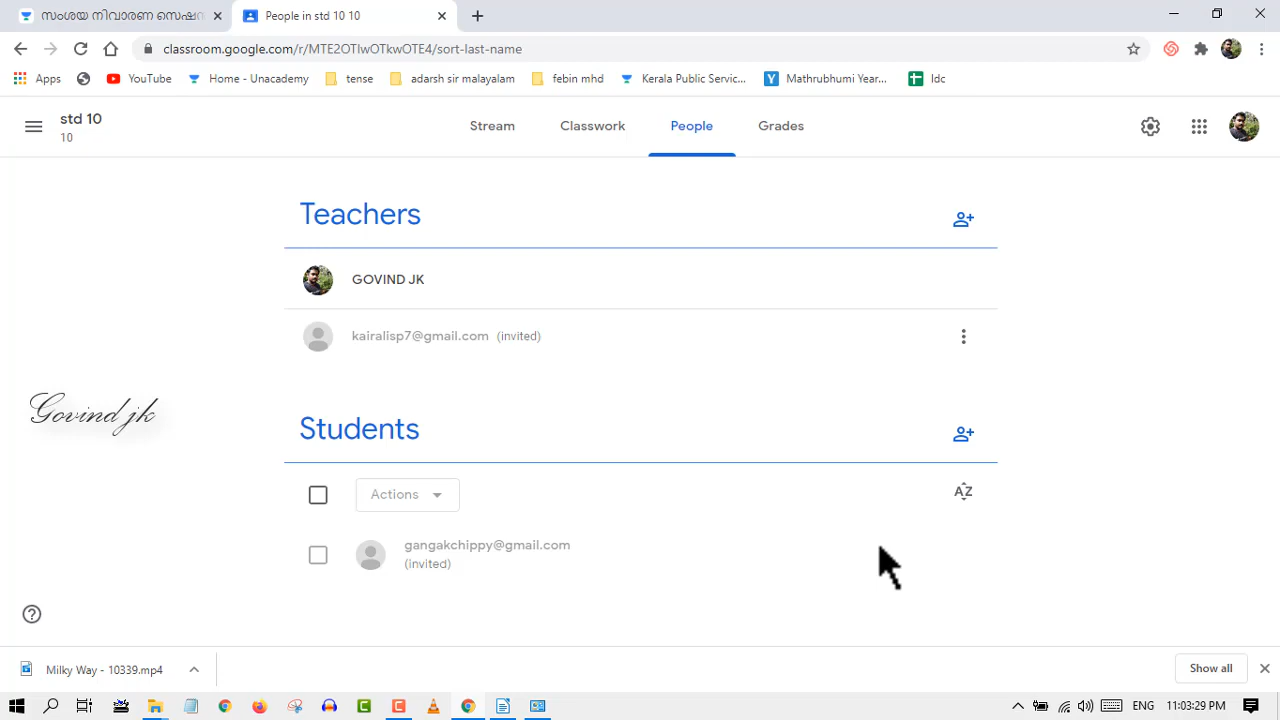 സംഗ്രഹ
People in std 10 10
classroom.google.com/r/MTE2OTIwOTkwOTE4/sort-last-name
Apps YouTube Home - Unacademy tense adarsh sir malayalam febin mhd Kerala Public Servic... Mathrubhumi Year... ldc
std 10
10
Stream Classwork People Grades
Teachers
GOVIND JK
kairalisp7@gmail.com (invited)
Govind jk
Students
Actions
AZ
gangakchippy@gmail.com
(invited)
Milky Way - 10339.mp4
Show all
ENG 11:03:29 PM